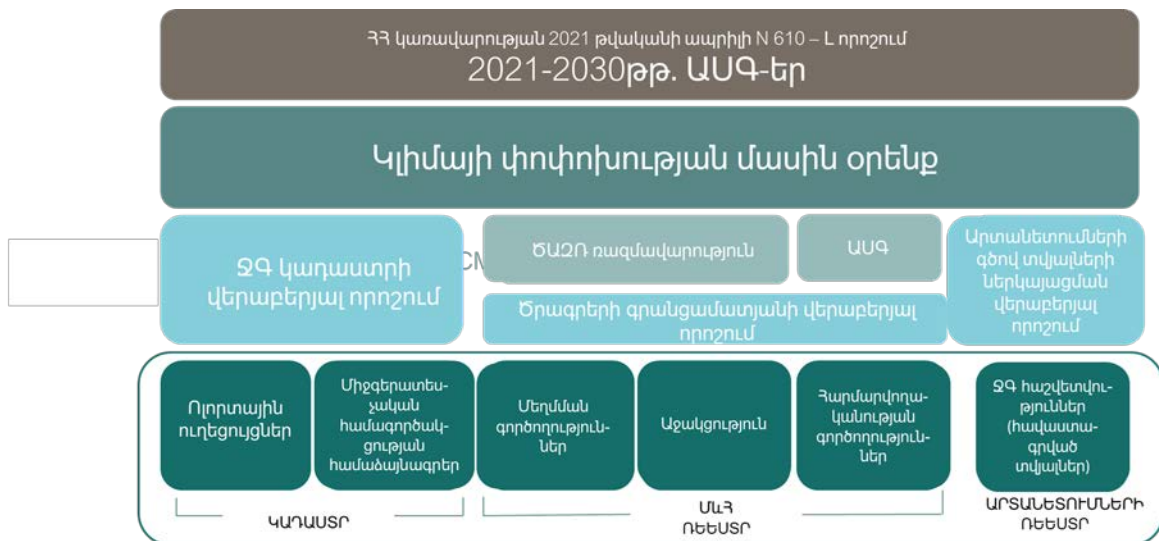 ՀՀ կառավարության 2021 թվականի ապրիլի N 610 – L որոշում
2021-2030թթ. ԱՍԳ-եր
Կլիմայի փոփոխության մասին օրենք
ՋԳ կադաստրի
վերաբերյալ որոշում
ԾԱԶՌ ռազմավարություն
ԱՍԳ
Ծրագրերի գրանցամատյանի վերաբերյալ
որոշում
Արտանետումների
գծով տվյալների
ներկայացման
վերաբերյալ
որոշում
Ոլորտային
ուղեցույցներ
Միջգերատես-
չական
համագործակ-
ցության
համաձայնագրեր
Մեղմման
գործողություն-
ներ
Աջակցություն
Հարմարվողա-
կանության
գործողություն-
ներ
ՋԳ հաշվետվու-
թյուններ
(հավաստա-
գրված
տվյալներ)
ԿԱԴԱՍՏՐ
ՄևՀ
ՌԵԵՍՏՐ
ԱՐՏԱՆԵՏՈՒՄՆԵՐԻ
ՌԵԵՍՏՐ